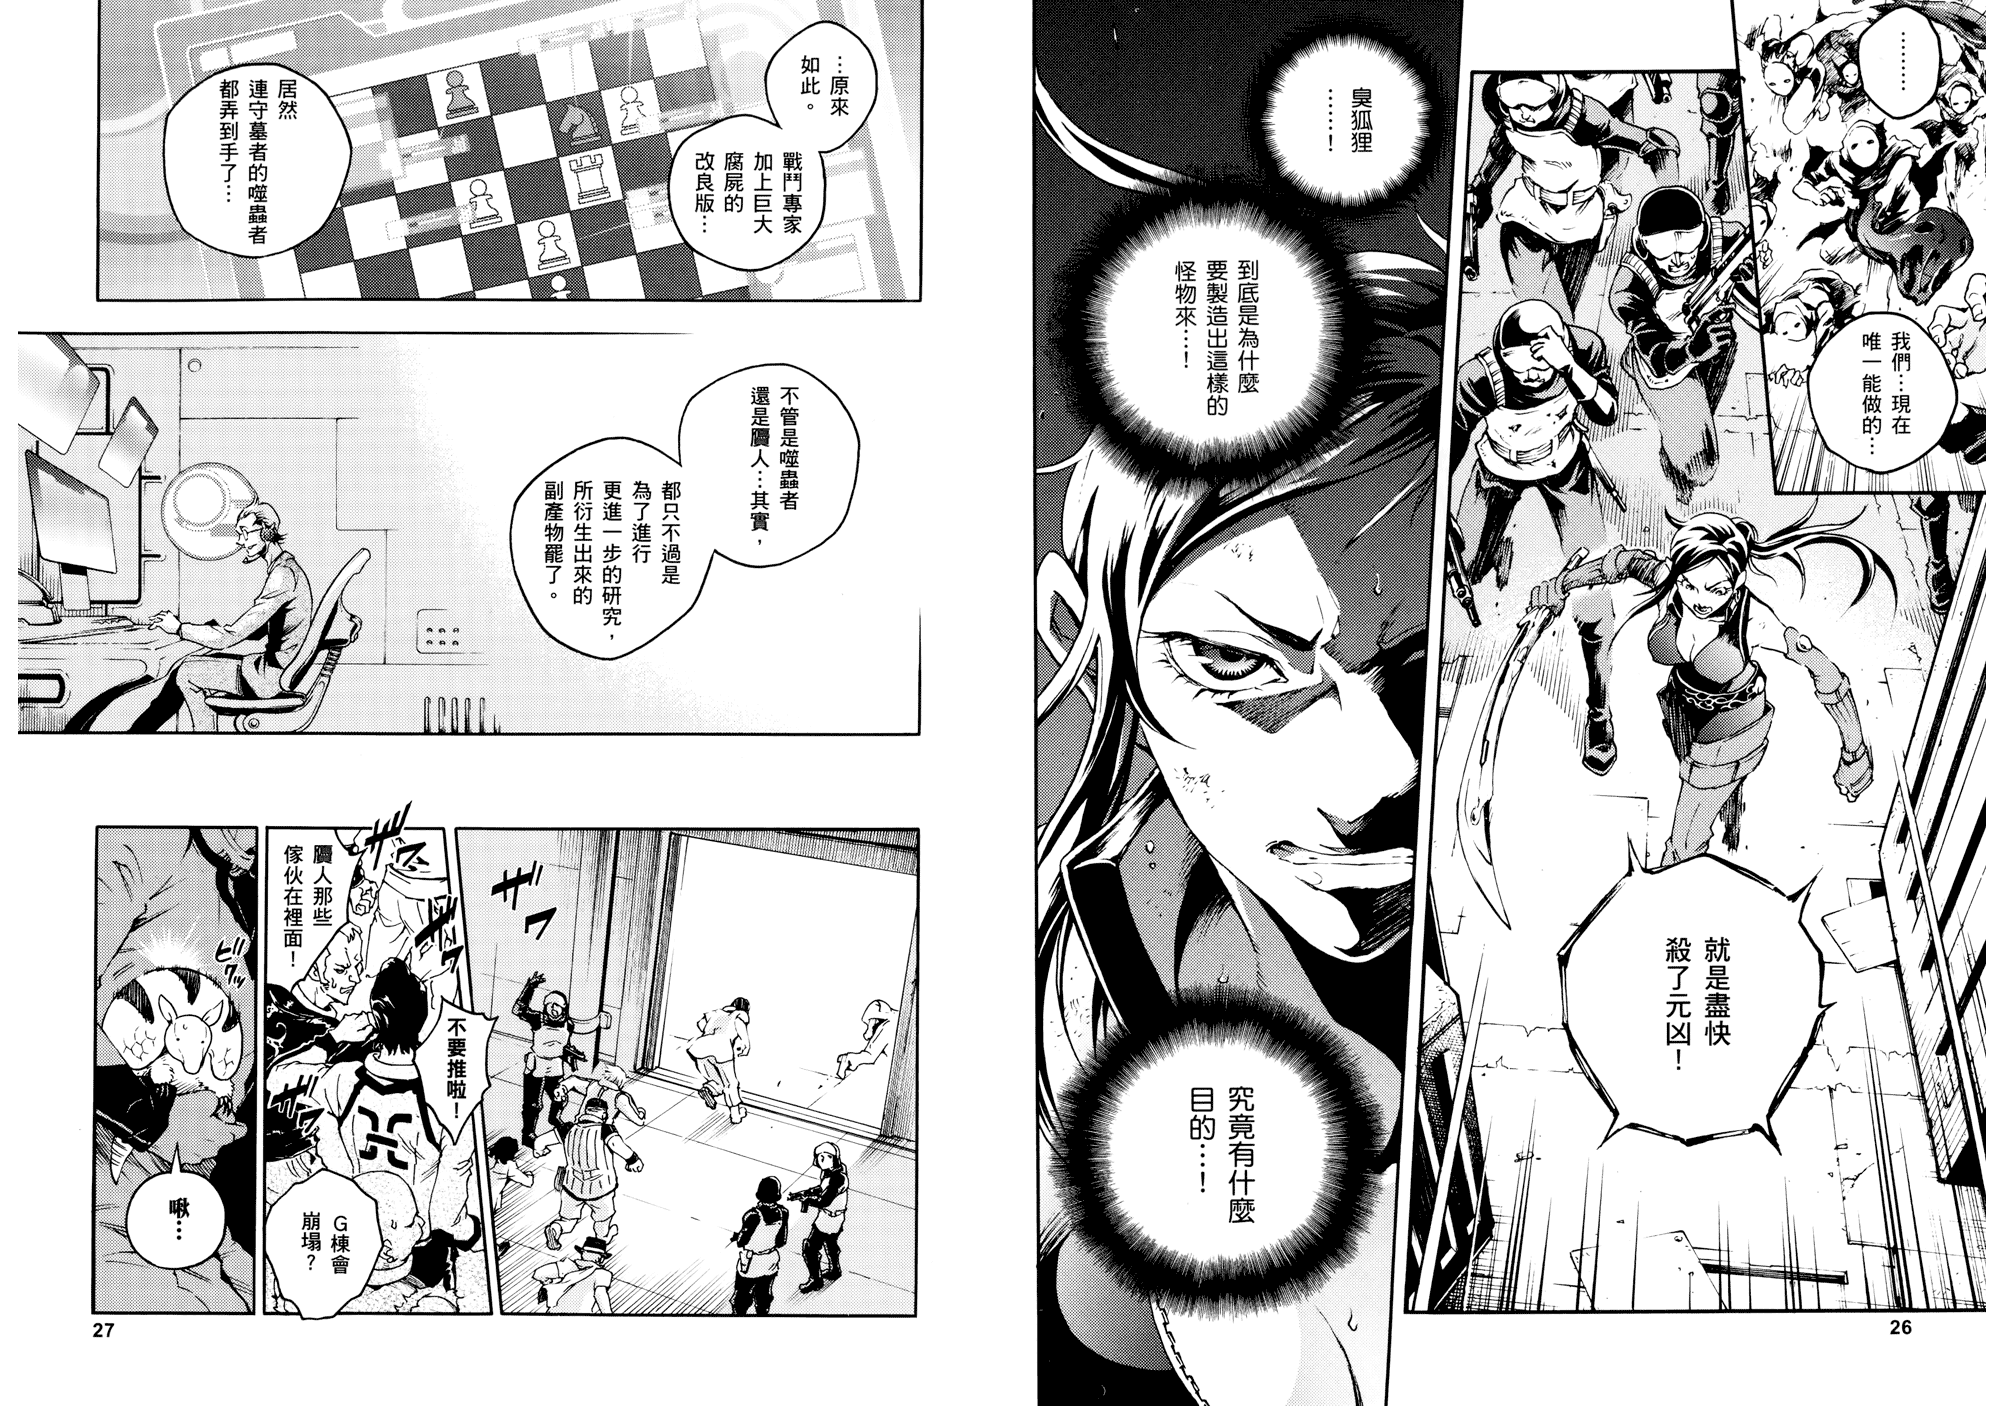 ………
我們…現在
唯一能做的…
就是盡快
殺了元凶！
臭狐狸
……！
到底是為什麼
要製造出這樣的
怪物來…！
究竟有什麼
目的…！
26
…原來
如此。
戰鬥專家
加上巨大
腐屍的
改良版…
居然
連守墓者的噬蟲者
都弄到手了…
不管是噬蟲者
還是贗人…其實，
都只不過是
為了進行
更進一步的研究，
所衍生出來的
副產物罷了。
ザッ
ワ
不要推啦！
贗人那些
傢伙在裡面！
G棟會
崩塌？
ビクッ
啾…
27